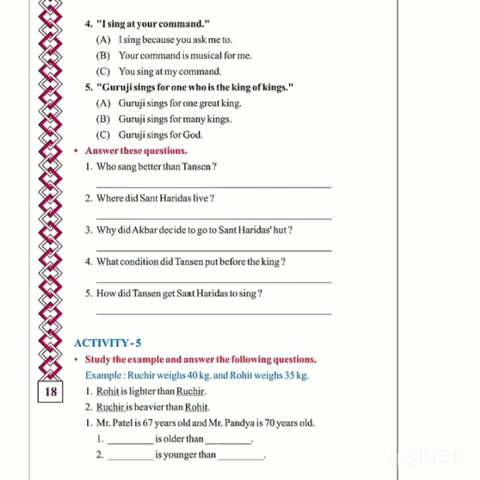 4. "I sing at your command."
(A) I sing because you ask me to.
(B) Your command is musical for me.
(C) You sing at my command.
5. "Guruji sings for one who is the king of kings."
(A) Guruji sings for one great king.
(B) Guruji sings for many kings.
(C) Guruji sings for God.
• Answer these questions.
1. Who sang better than Tansen ?
2. Where did Sant Haridas live ?
3. Why did Akbar decide to go to Sant Haridas' hut ?
4. What condition did Tansen put before the king ?
5. How did Tansen get Sant Haridas to sing ?
ACTIVITY - 5
• Study the example and answer the following questions.
Example : Ruchir weighs 40 kg, and Rohit weighs 35 kg.
18
1. Rohit is lighter than Ruchir.
2. Ruchir is heavier than Rohit.
1. Mr. Patel is 67 years old and Mr. Pandya is 70 years old.
1. ________ is older than ________.
2. ________ is younger than ________.
InShOt